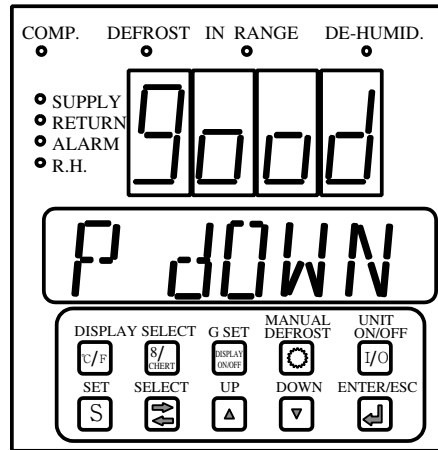 COMP. DEFROST IN RANGE DE-HUMID.
SUPPLY
RETURN
ALARM
R.H.
good
P dOWN
DISPLAY SELECT G SET MANUAL DEFROST UNIT ON/OFF
℃/F 8/CHERT DISPLAY ON/OFF I/O
SET SELECT UP DOWN ENTER/ESC
S